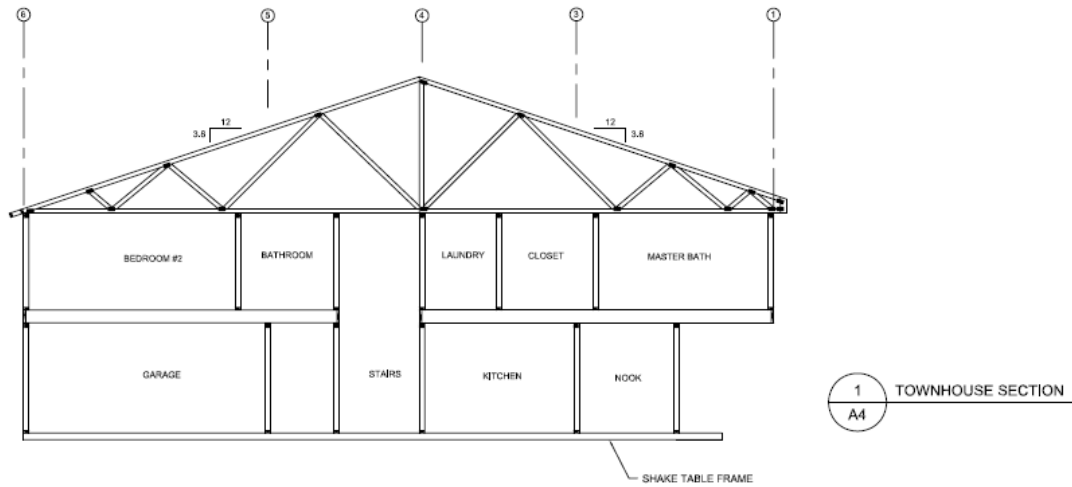 6
5
4
3
1
12
3.8
12
3.8
BEDROOM #2
BATHROOM
LAUNDRY
CLOSET
MASTER BATH
GARAGE
STAIRS
KITCHEN
NOOK
1
TOWNHOUSE SECTION
A4
SHAKE TABLE FRAME